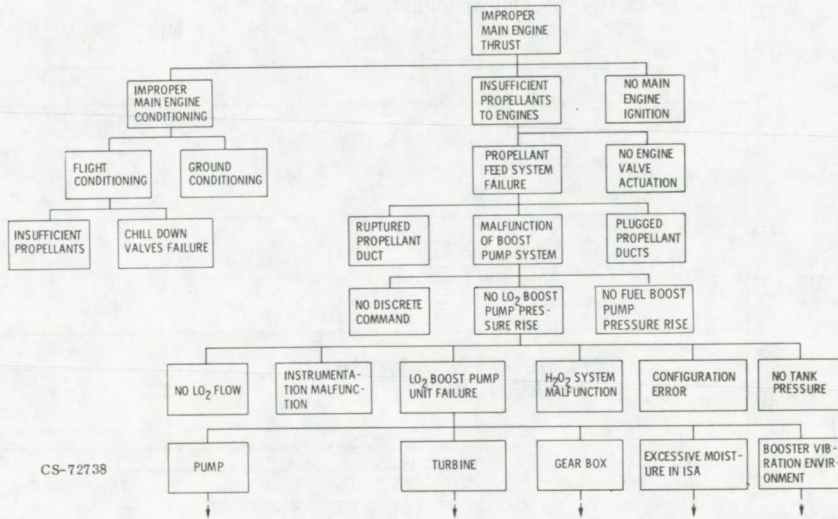 IMPROPER
MAIN ENGINE
THRUST
IMPROPER
MAIN ENGINE
CONDITIONING
INSUFFICIENT
PROPELLANTS
TO ENGINES
NO MAIN
ENGINE
IGNITION
FLIGHT
CONDITIONING
GROUND
CONDITIONING
PROPELLANT
FEED SYSTEM
FAILURE
NO ENGINE
VALVE
ACTUATION
INSUFFICIENT
PROPELLANTS
CHILL DOWN
VALVES FAILURE
RUPTURED
PROPELLANT
DUCT
MALFUNCTION
OF BOOST
PUMP SYSTEM
PLUGGED
PROPELLANT
DUCTS
NO DISCRETE
COMMAND
NO LO2 BOOST
PUMP PRES-
SURE RISE
NO FUEL BOOST
PUMP
PRESSURE RISE
NO LO2 FLOW
INSTRUMENTA-
TION MALFUNC-
TION
LO2 BOOST PUMP
UNIT FAILURE
H2O2 SYSTEM
MALFUNCTION
CONFIGURATION
ERROR
NO TANK
PRESSURE
CS-72738
PUMP
TURBINE
GEAR BOX
EXCESSIVE MOIST-
URE IN ISA
BOOSTER VIB-
RATION ENVIR-
ONMENT